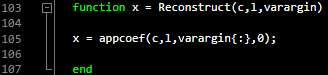 103 function x = Reconstruct(c,l,varargin)
104
105 x = appcoef(c,l,varargin{:},0);
106
107 end